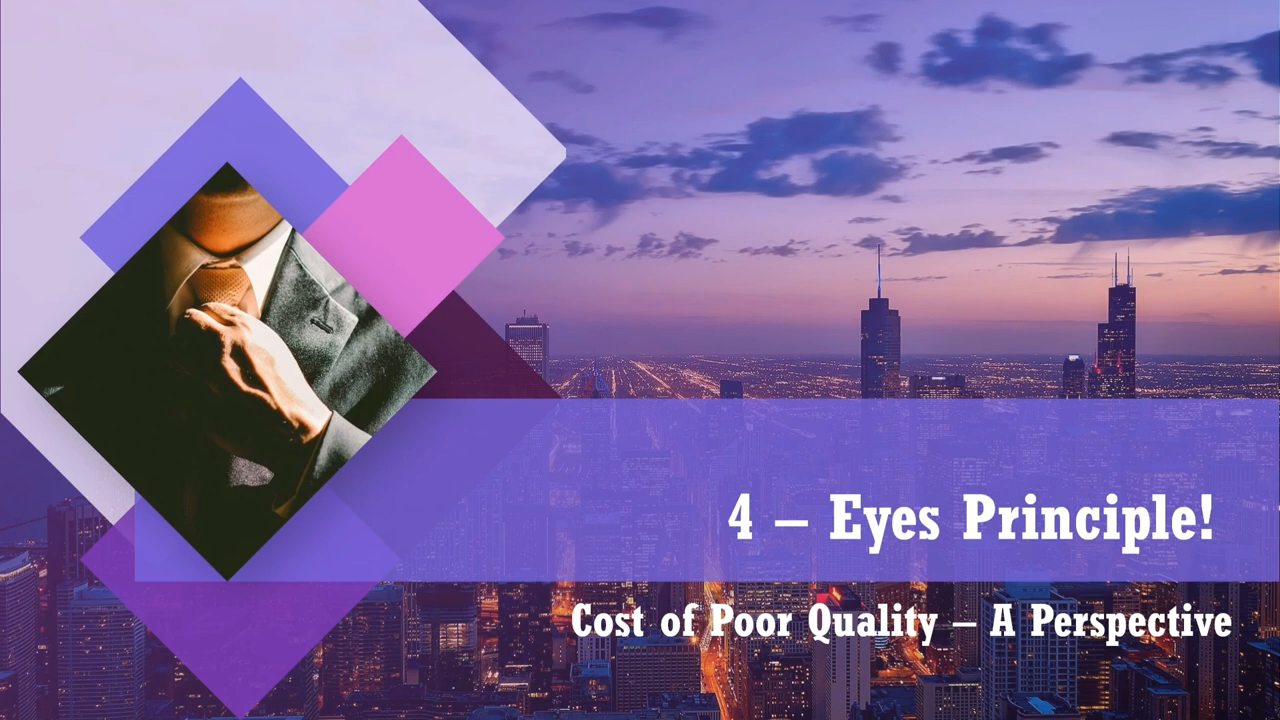 4 – Eyes Principle!
Cost of Poor Quality – A Perspective